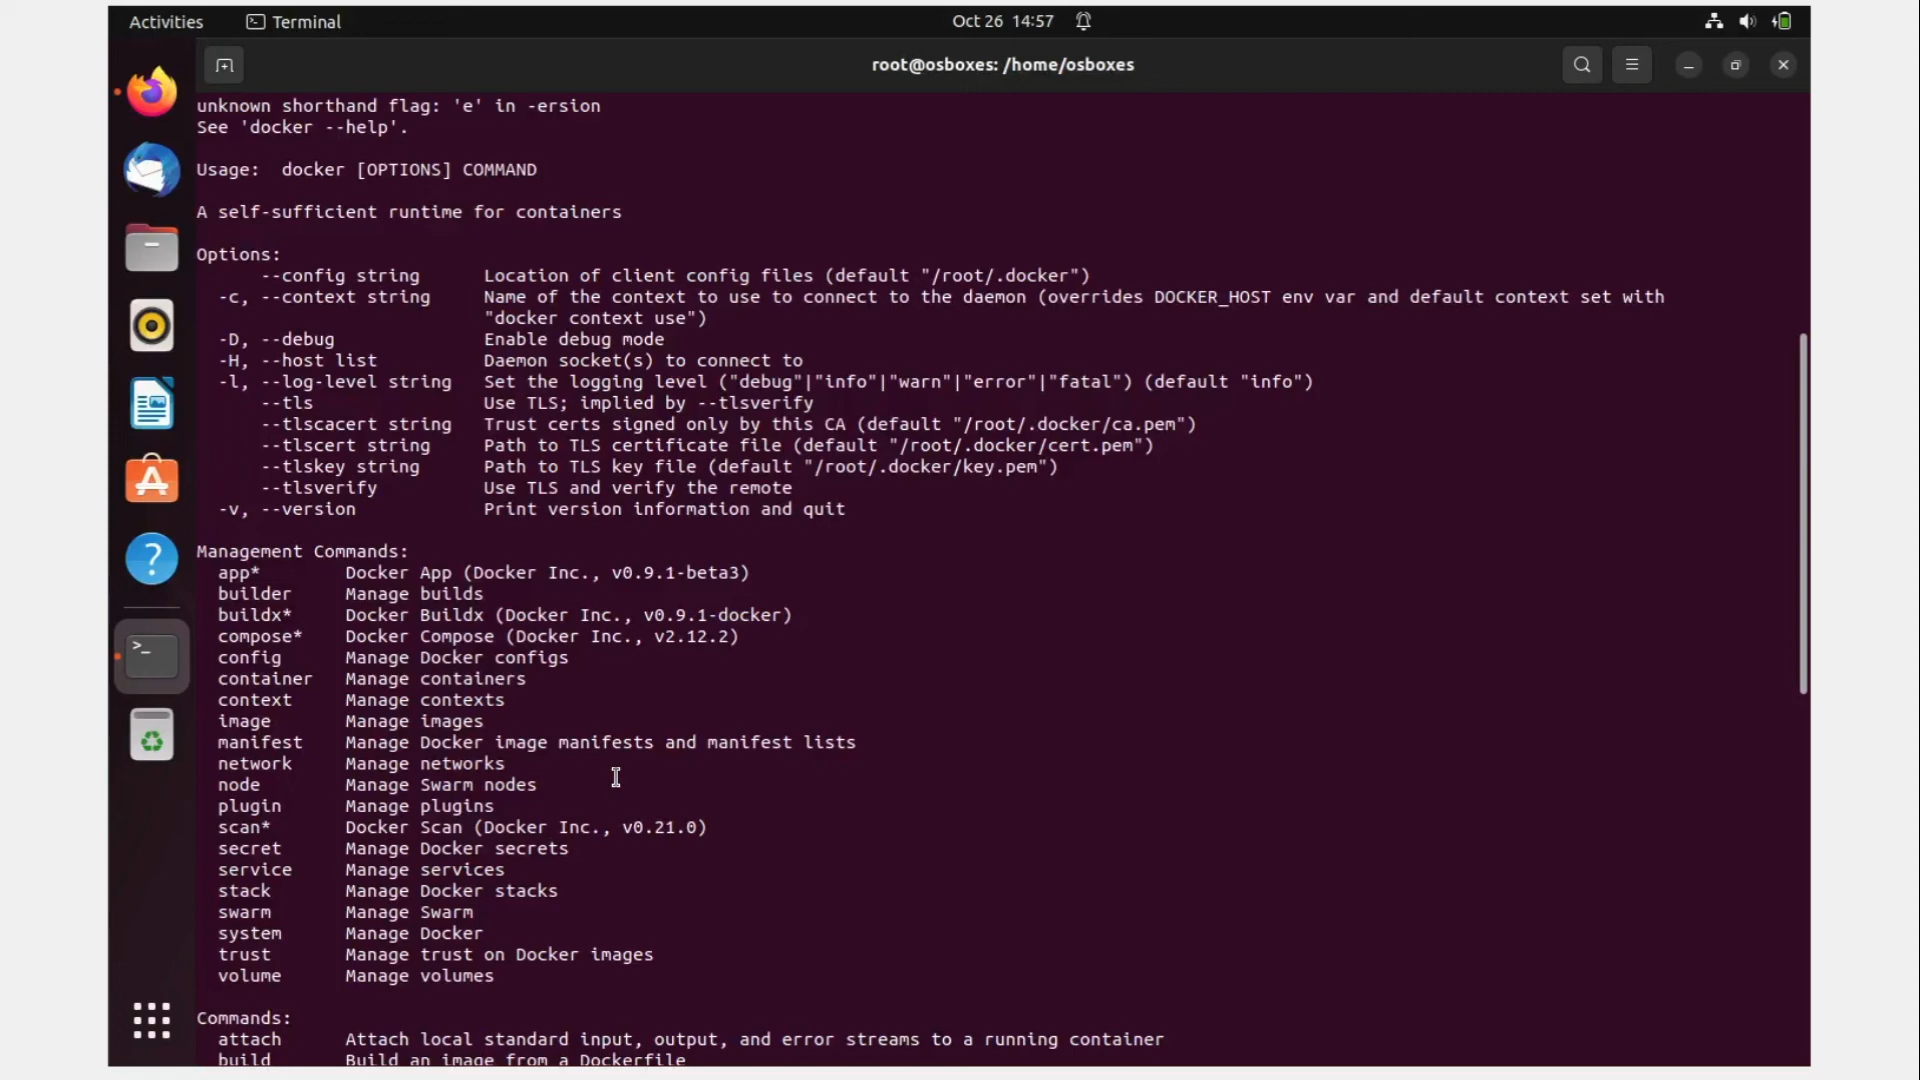 Activities
Terminal
Oct 26 14:57
root@osboxes: /home/osboxes
unknown shorthand flag: 'e' in -ersion
See 'docker --help'.
Usage:  docker [OPTIONS] COMMAND
A self-sufficient runtime for containers
Options:
      --config string      Location of client config files (default "/root/.docker")
  -c, --context string     Name of the context to use to connect to the daemon (overrides DOCKER_HOST env var and default context set with
                           "docker context use")
  -D, --debug              Enable debug mode
  -H, --host list          Daemon socket(s) to connect to
  -l, --log-level string   Set the logging level ("debug"|"info"|"warn"|"error"|"fatal") (default "info")
      --tls                Use TLS; implied by --tlsverify
      --tlscacert string   Trust certs signed only by this CA (default "/root/.docker/ca.pem")
      --tlscert string     Path to TLS certificate file (default "/root/.docker/cert.pem")
      --tlskey string      Path to TLS key file (default "/root/.docker/key.pem")
      --tlsverify          Use TLS and verify the remote
  -v, --version            Print version information and quit
Management Commands:
  app*        Docker App (Docker Inc., v0.9.1-beta3)
  builder     Manage builds
  buildx*     Docker Buildx (Docker Inc., v0.9.1-docker)
  compose*    Docker Compose (Docker Inc., v2.12.2)
  config      Manage Docker configs
  container   Manage containers
  context     Manage contexts
  image       Manage images
  manifest    Manage Docker image manifests and manifest lists
  network     Manage networks
  node        Manage Swarm nodes
  plugin      Manage plugins
  scan*       Docker Scan (Docker Inc., v0.21.0)
  secret      Manage Docker secrets
  service     Manage services
  stack       Manage Docker stacks
  swarm       Manage Swarm
  system      Manage Docker
  trust       Manage trust on Docker images
  volume      Manage volumes
Commands:
  attach      Attach local standard input, output, and error streams to a running container
  build       Build an image from a Dockerfile